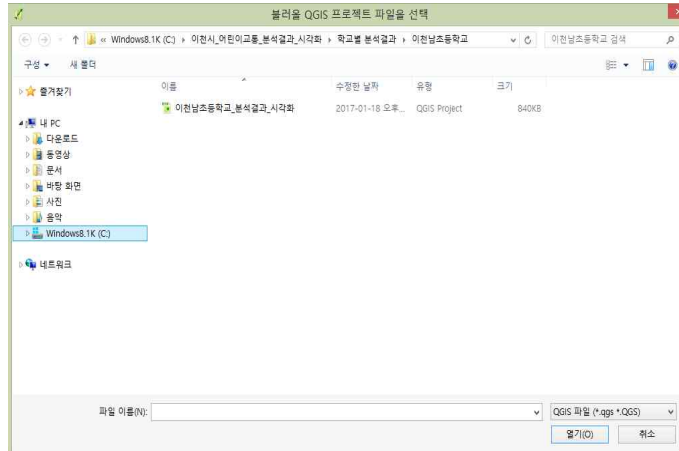 불러올 QGIS 프로젝트 파일을 선택
« Windows8.1K (C:) ▸ 이천시_어린이교통_분석결과_시각화 ▸ 학교별 분석결과 ▸ 이천남초등학교
이천남초등학교 검색
구성 새 폴더
이름 수정한 날짜 유형 크기
이천남초등학교_분석결과_시각화 2017-01-18 오후... QGIS Project 840KB
즐겨찾기
내 PC
다운로드
동영상
문서
바탕 화면
사진
음악
Windows8.1K (C:)
네트워크
파일 이름(N):
QGIS 파일 (*.qgs *.QGS)
열기(O) 취소